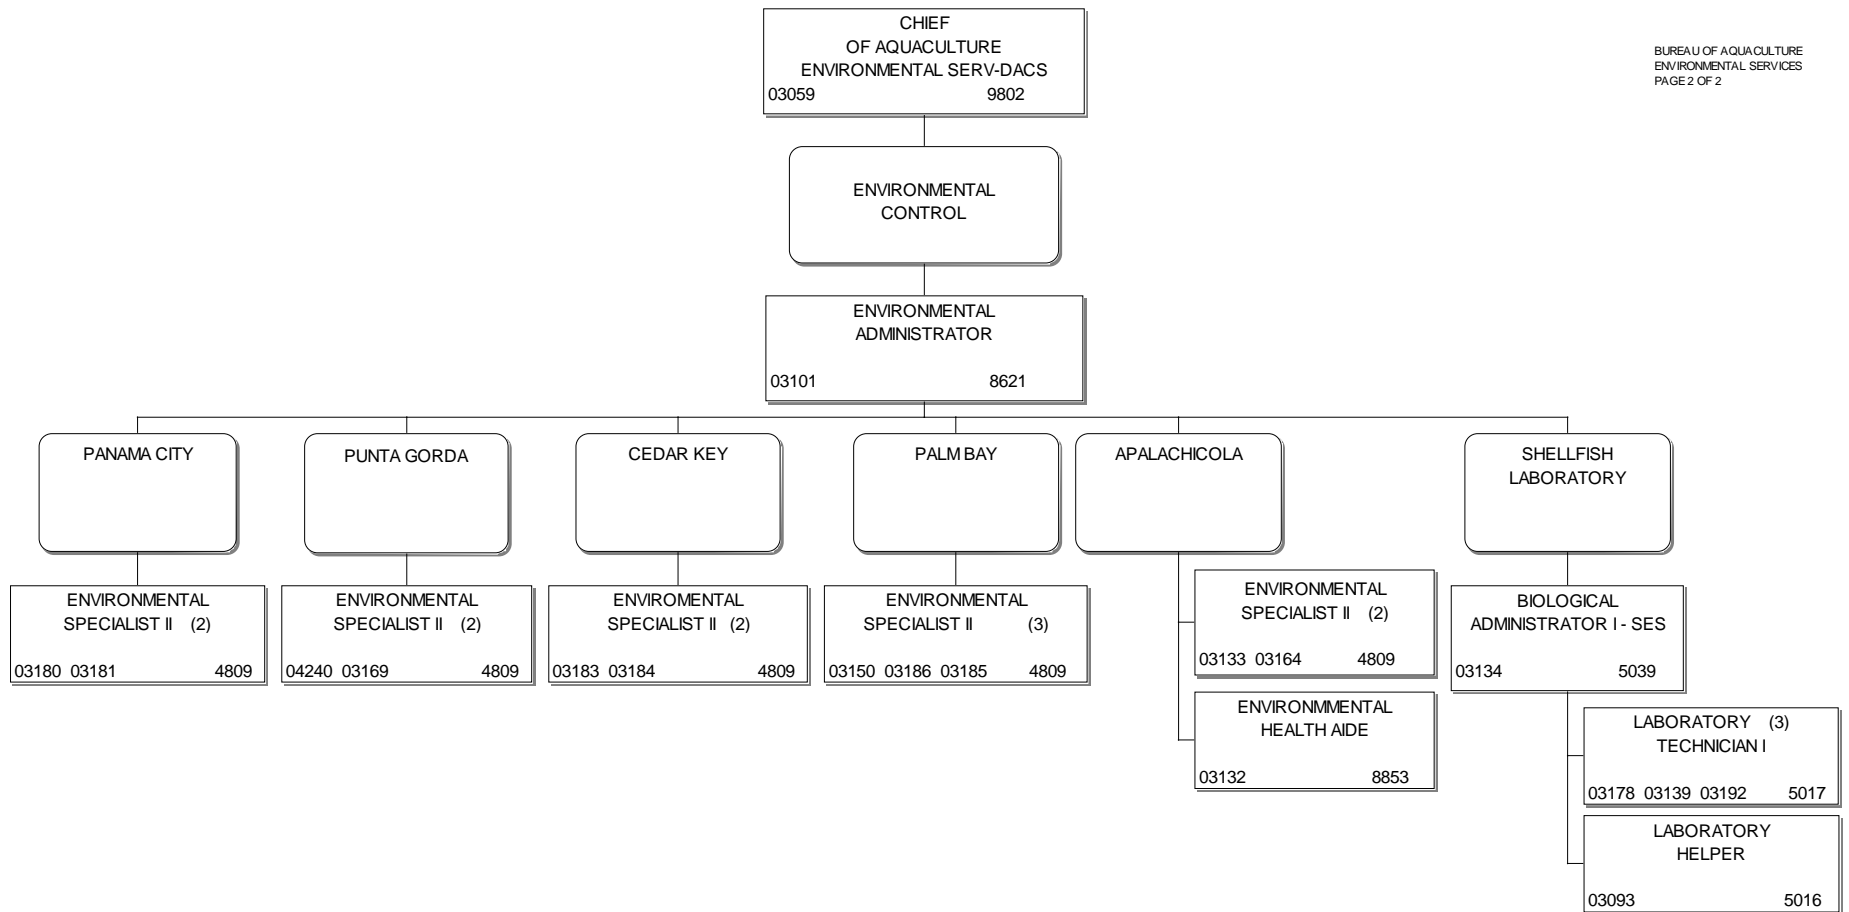 CHIEF
OF AQUACULTURE
ENVIRONMENTAL SERV-DACS
03059 9802
BUREAU OF AQUACULTURE
ENVIRONMENTAL SERVICES
PAGE 2 OF 2
ENVIRONMENTAL
CONTROL
ENVIRONMENTAL
ADMINISTRATOR
03101 8621
PANAMA CITY
PUNTA GORDA
CEDAR KEY
PALM BAY
APALACHICOLA
SHELLFISH
LABORATORY
ENVIRONMENTAL
SPECIALIST II (2)
03180 03181 4809
ENVIRONMENTAL
SPECIALIST II (2)
04240 03169 4809
ENVIROMENTAL
SPECIALIST II (2)
03183 03184 4809
ENVIRONMENTAL
SPECIALIST II (3)
03150 03186 03185 4809
ENVIRONMENTAL
SPECIALIST II (2)
03133 03164 4809
ENVIRONMMENTAL
HEALTH AIDE
03132 8853
BIOLOGICAL
ADMINISTRATOR I - SES
03134 5039
LABORATORY (3)
TECHNICIAN I
03178 03139 03192 5017
LABORATORY
HELPER
03093 5016